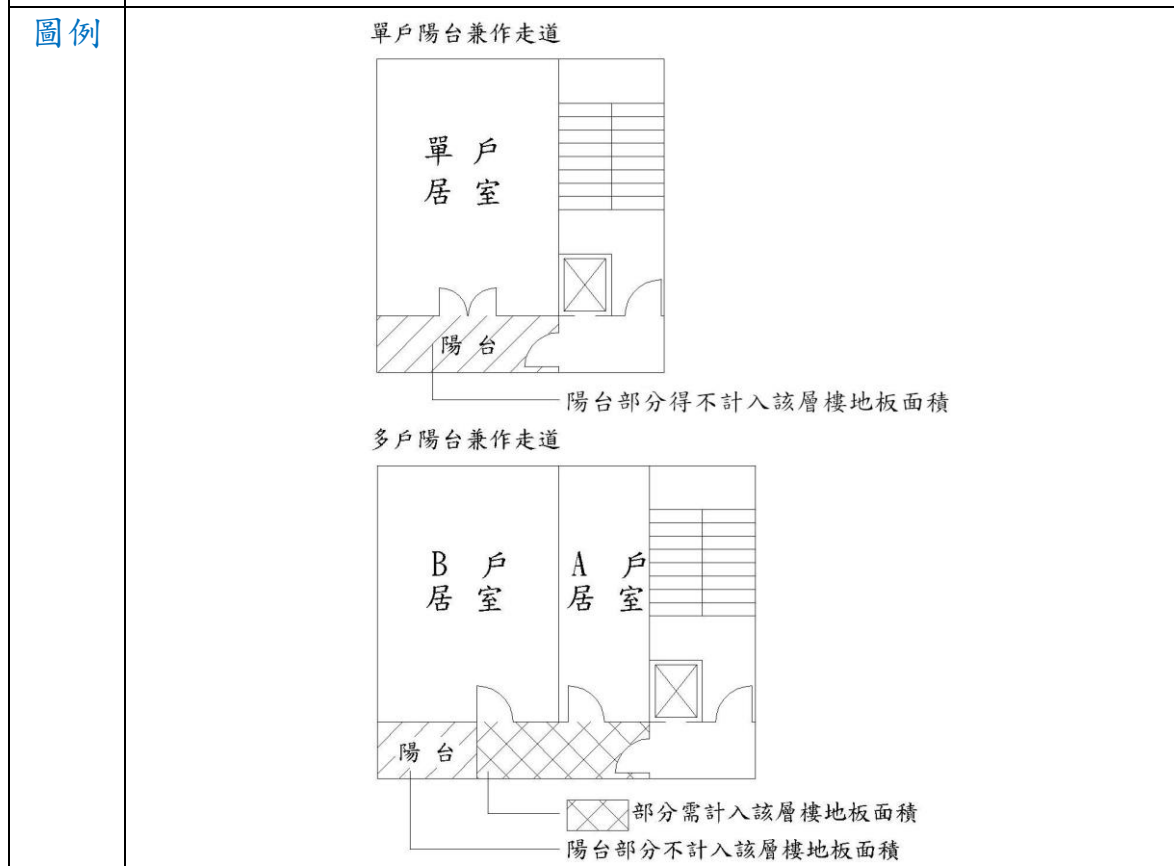 圖例
單戶陽台兼作走道
單戶
居室
陽台
陽台部分得不計入該層樓地板面積
多戶陽台兼作走道
B戶
居室
A戶
居室
陽台
部分需計入該層樓地板面積
陽台部分不計入該層樓地板面積